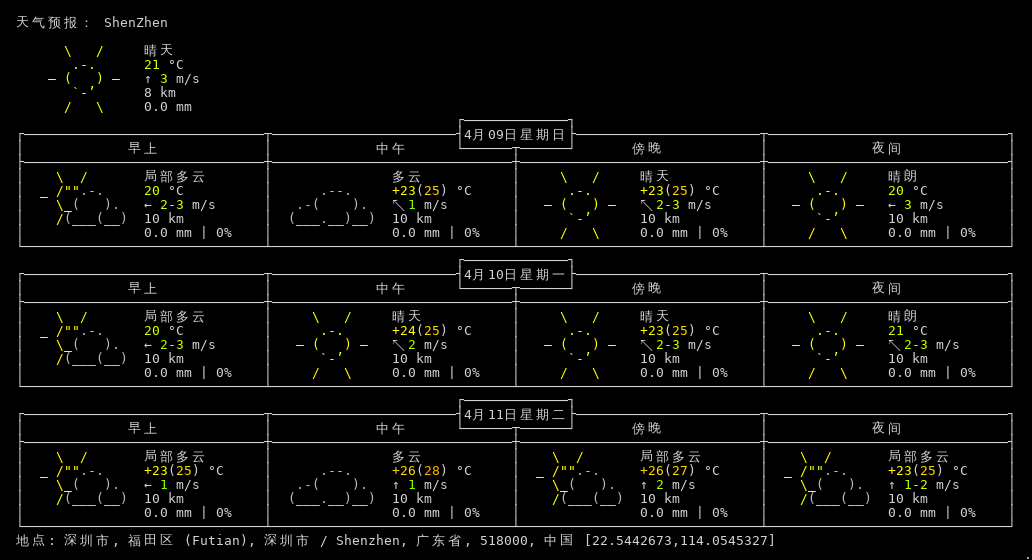 天气预报: ShenZhen
晴天
21 °C
↑ 3 m/s
8 km
0.0 mm
4月09日星期日
早上 中午 傍晚 夜间
局部多云 多云 晴天 晴朗
20 °C +23(25) °C +23(25) °C 20 °C
← 2-3 m/s ↖ 1 m/s ↖ 2-3 m/s ← 3 m/s
10 km 10 km 10 km 10 km
0.0 mm | 0% 0.0 mm | 0% 0.0 mm | 0% 0.0 mm | 0%
4月10日星期一
早上 中午 傍晚 夜间
局部多云 晴天 晴天 晴朗
20 °C +24(25) °C +23(25) °C 21 °C
← 2-3 m/s ↖ 2 m/s ↖ 2-3 m/s ↖ 2-3 m/s
10 km 10 km 10 km 10 km
0.0 mm | 0% 0.0 mm | 0% 0.0 mm | 0% 0.0 mm | 0%
4月11日星期二
早上 中午 傍晚 夜间
局部多云 多云 局部多云 局部多云
+23(25) °C +26(28) °C +26(27) °C +23(25) °C
← 1 m/s ↑ 1 m/s ↑ 2 m/s ↑ 1-2 m/s
10 km 10 km 10 km 10 km
0.0 mm | 0% 0.0 mm | 0% 0.0 mm | 0% 0.0 mm | 0%
地点: 深圳市, 福田区 (Futian), 深圳市 / Shenzhen, 广东省, 518000, 中国 [22.5442673,114.0545327]